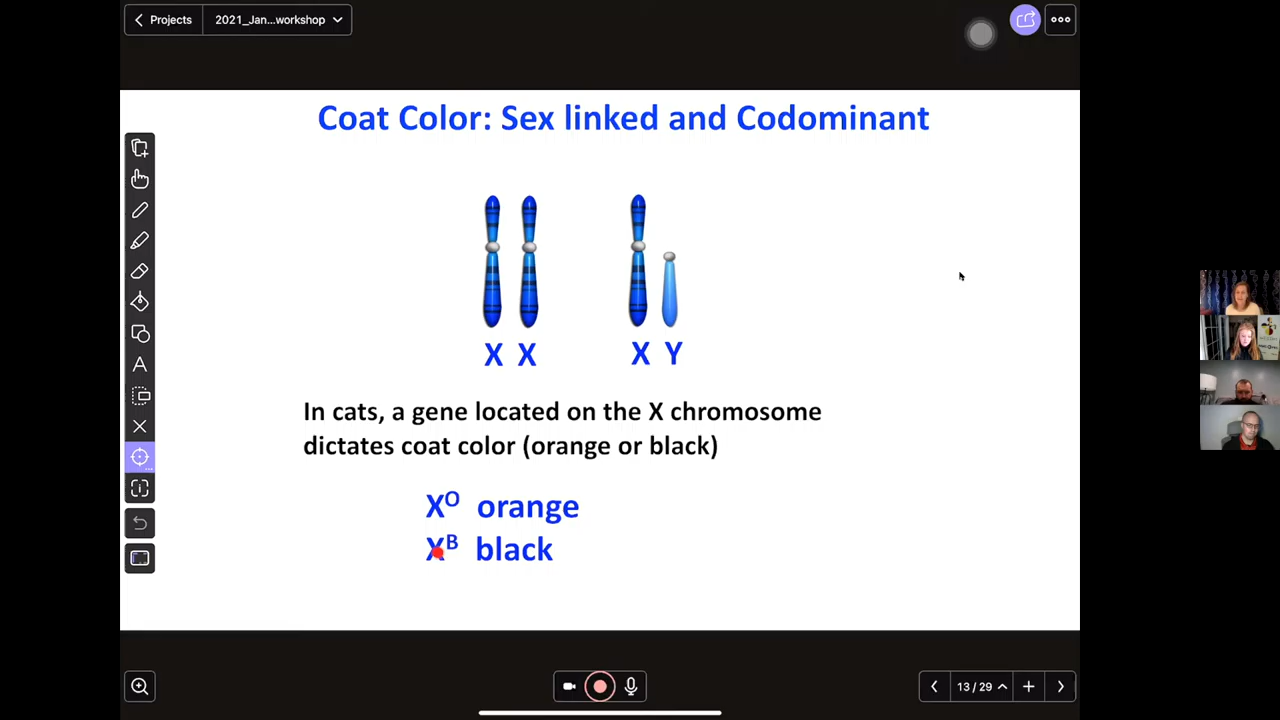 Projects
2021_Jan...workshop
Coat Color: Sex linked and Codominant
X X
X Y
In cats, a gene located on the X chromosome
dictates coat color (orange or black)
X^O orange
X^B black
A
13 / 29